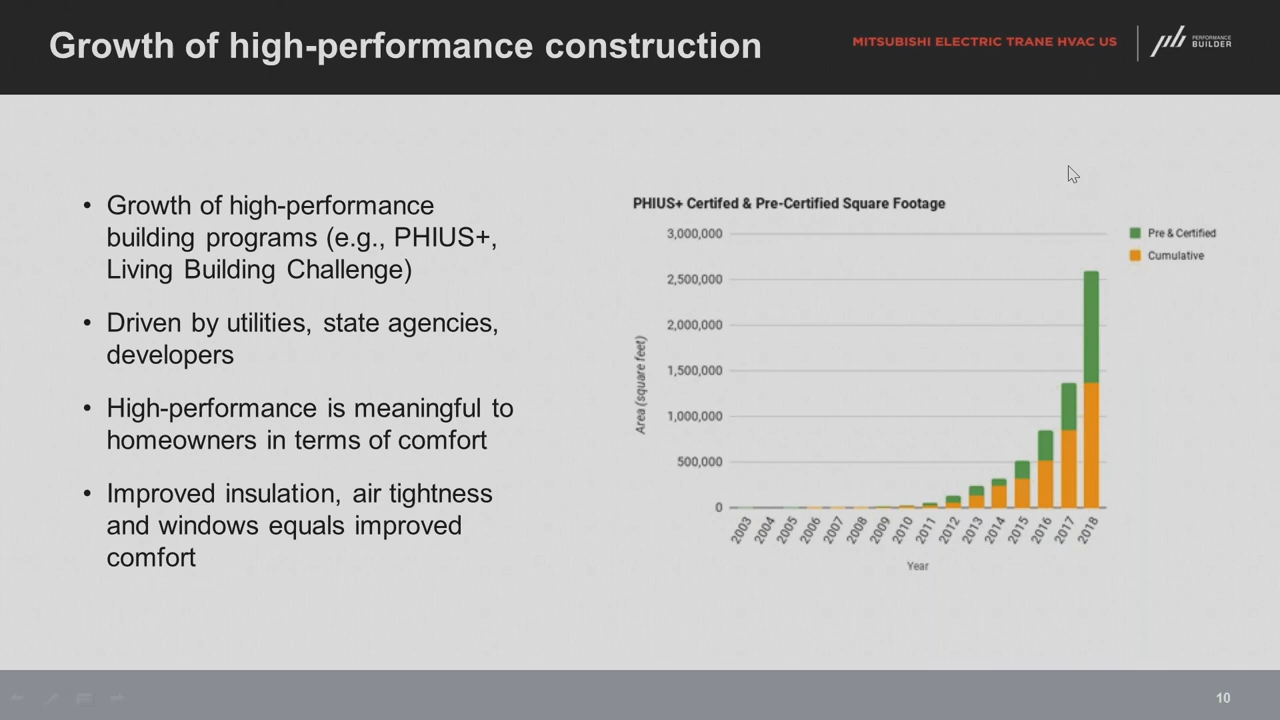 Growth of high-performance construction
MITSUBISHI ELECTRIC TRANE HVAC US
PERFORMANCE
BUILDER
• Growth of high-performance
building programs (e.g., PHIUS+,
Living Building Challenge)
• Driven by utilities, state agencies,
developers
• High-performance is meaningful to
homeowners in terms of comfort
• Improved insulation, air tightness
and windows equals improved
comfort
PHIUS+ Certifed & Pre-Certified Square Footage
Pre & Certified
Cumulative
Area (square feet)
3,000,000
2,500,000
2,000,000
1,500,000
1,000,000
500,000
0
2003 2004 2005 2006 2007 2008 2009 2010 2011 2012 2013 2014 2015 2016 2017 2018
Year
10